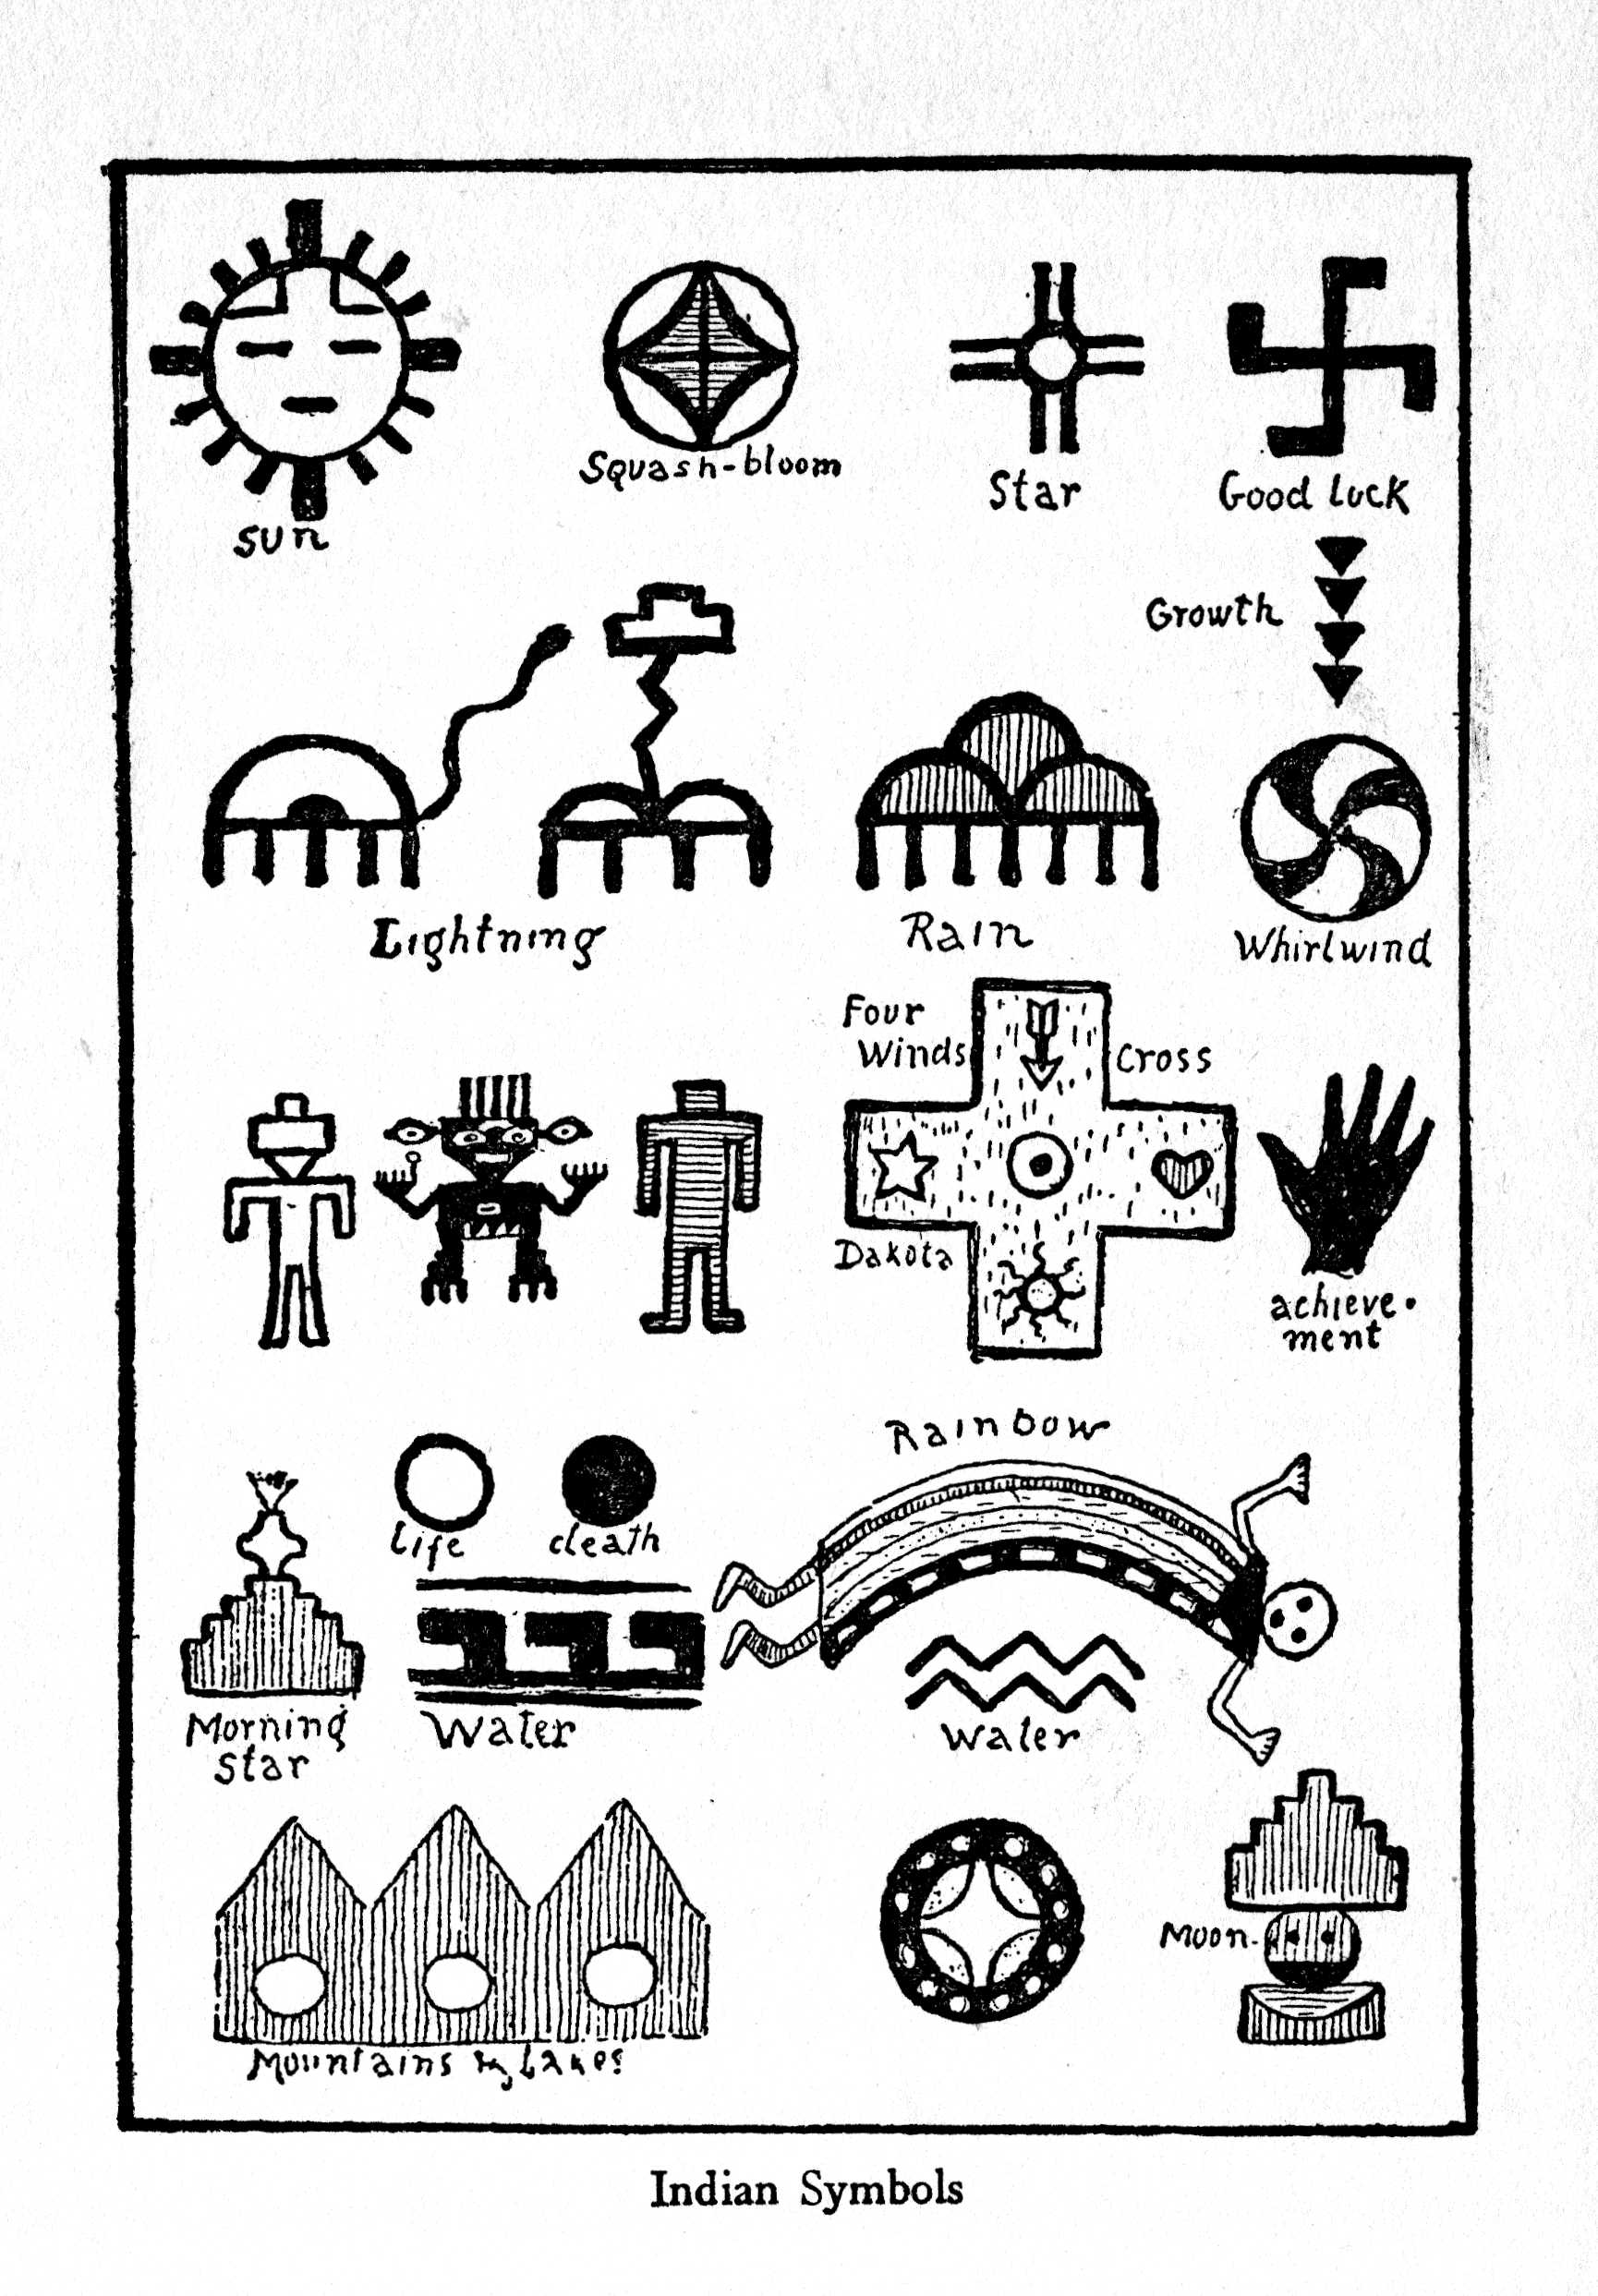 Sun
Squash-bloom
Star
Good luck
Growth
Lightning
Rain
Whirlwind
Four
Winds
Cross
Dakota
achieve-
ment
Rainbow
life
death
Morning
Star
Water
Water
Moon
Mountains & Lakes
Indian Symbols